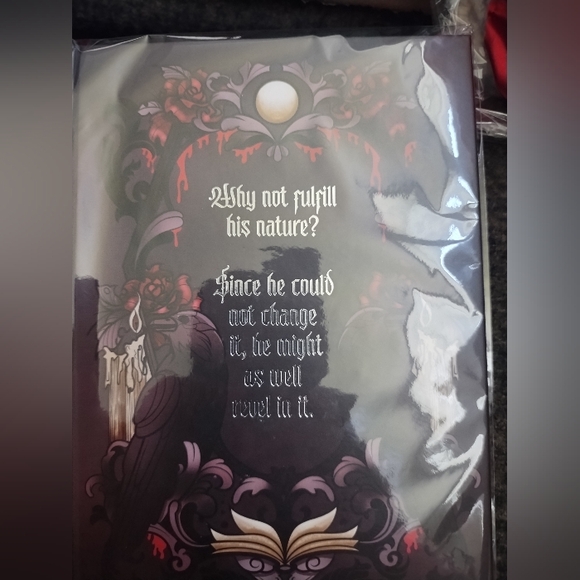 Why not fulfill
his nature?
Since he could
not change
it, he might
as well
revel in it.